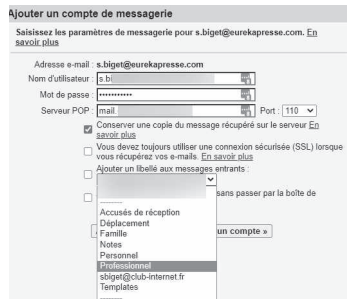 Ajouter un compte de messagerie
Saisissez les paramètres de messagerie pour s.biget@eurekapresse.com. En
savoir plus
Adresse e-mail : s.biget@eurekapresse.com
Nom d'utilisateur : s.bi
Mot de passe : ••••••••••••
Serveur POP : mail. Port : 110
Conserver une copie du message récupéré sur le serveur En
savoir plus
Vous devez toujours utiliser une connexion sécurisée (SSL) lorsque
vous récupérez vos e-mails. En savoir plus
Ajouter un libellé aux messages entrants :
sans passer par la boîte de
Accusés de réception
Déplacement
Famille
un compte »
Notes
Personnel
Professionnel
sbiget@club-internet.fr
Templates